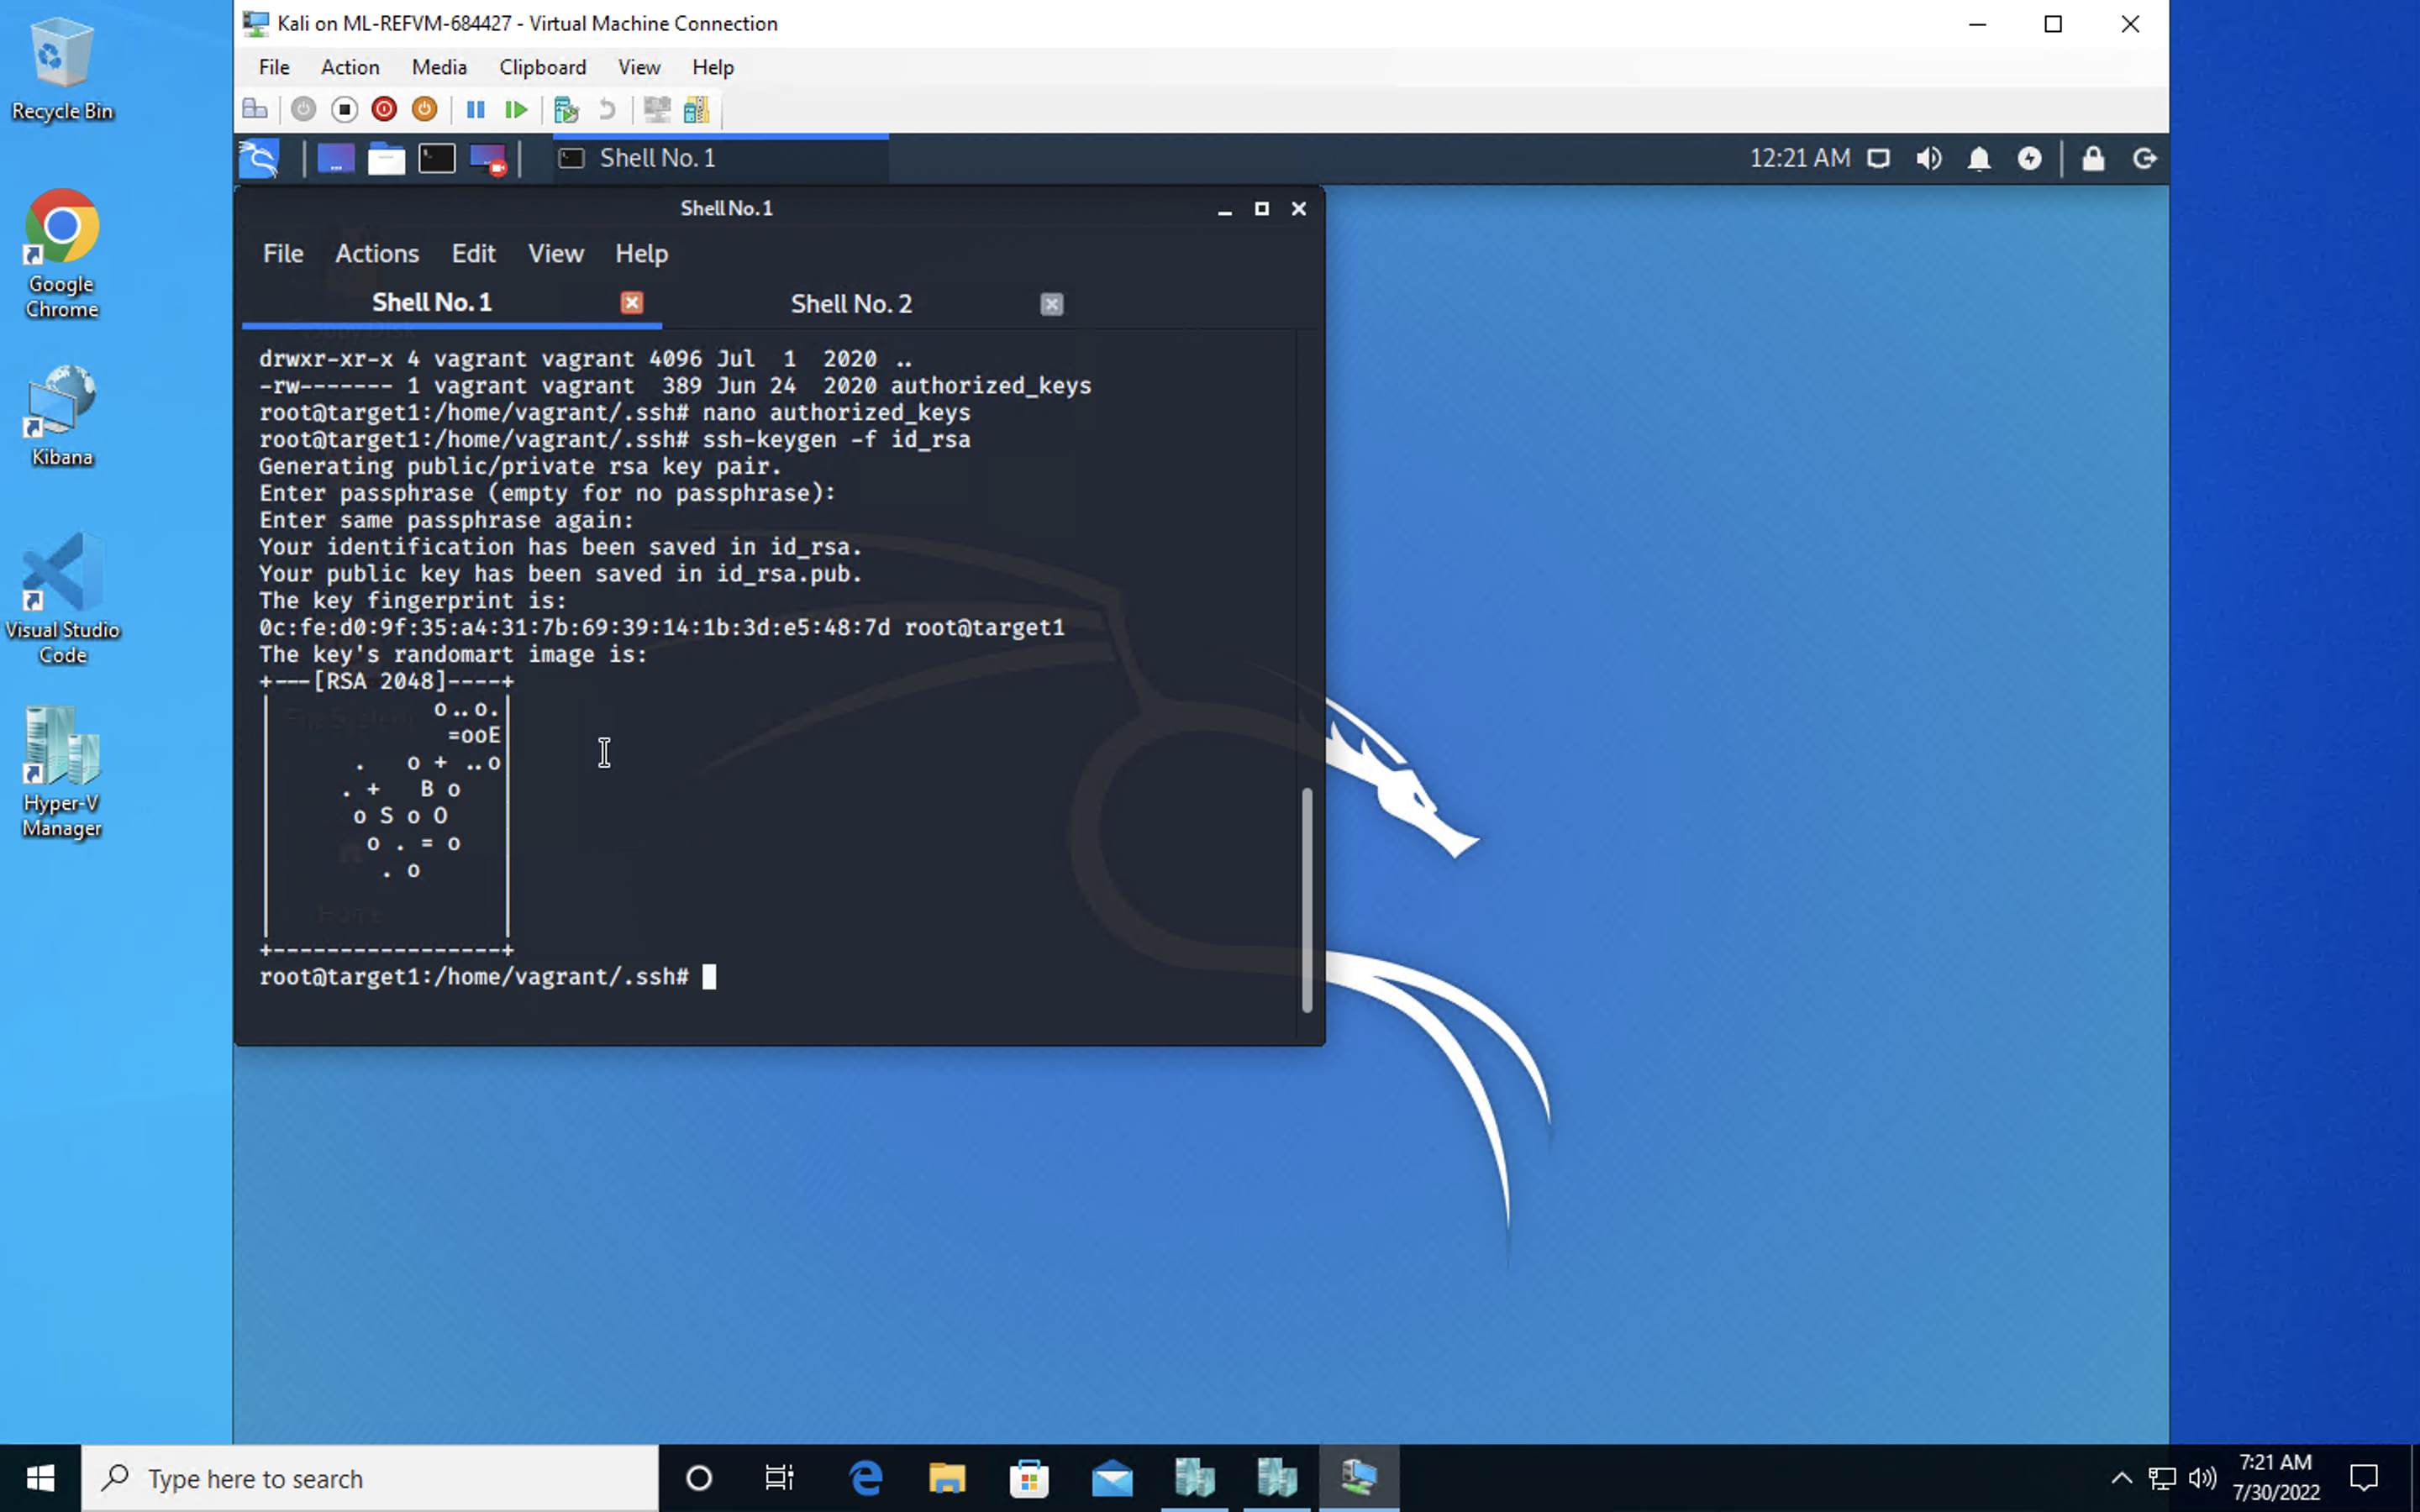 Kali on ML-REFVM-684427 - Virtual Machine Connection
File Action Media Clipboard View Help
Shell No. 1
12:21 AM
Shell No. 1
File Actions Edit View Help
Shell No. 1
Shell No. 2
drwxr-xr-x 4 vagrant vagrant 4096 Jul  1  2020 ..
-rw------- 1 vagrant vagrant  389 Jun 24  2020 authorized_keys
root@target1:/home/vagrant/.ssh# nano authorized_keys
root@target1:/home/vagrant/.ssh# ssh-keygen -f id_rsa
Generating public/private rsa key pair.
Enter passphrase (empty for no passphrase):
Enter same passphrase again:
Your identification has been saved in id_rsa.
Your public key has been saved in id_rsa.pub.
The key fingerprint is:
0c:fe:d0:9f:35:a4:31:7b:69:39:14:1b:3d:e5:48:7d root@target1
The key's randomart image is:
+---[RSA 2048]----+
|            o..o.|
|             =ooE|
|      .   o + ..o|
|     . +   B o   |
|      o S o O    |
|       o . = o   |
|        . o      |
|                 |
|                 |
+-----------------+
root@target1:/home/vagrant/.ssh#
File System
Home
Recycle Bin
Google
Chrome
Kibana
Visual Studio
Code
Hyper-V
Manager
Type here to search
7:21 AM
7/30/2022